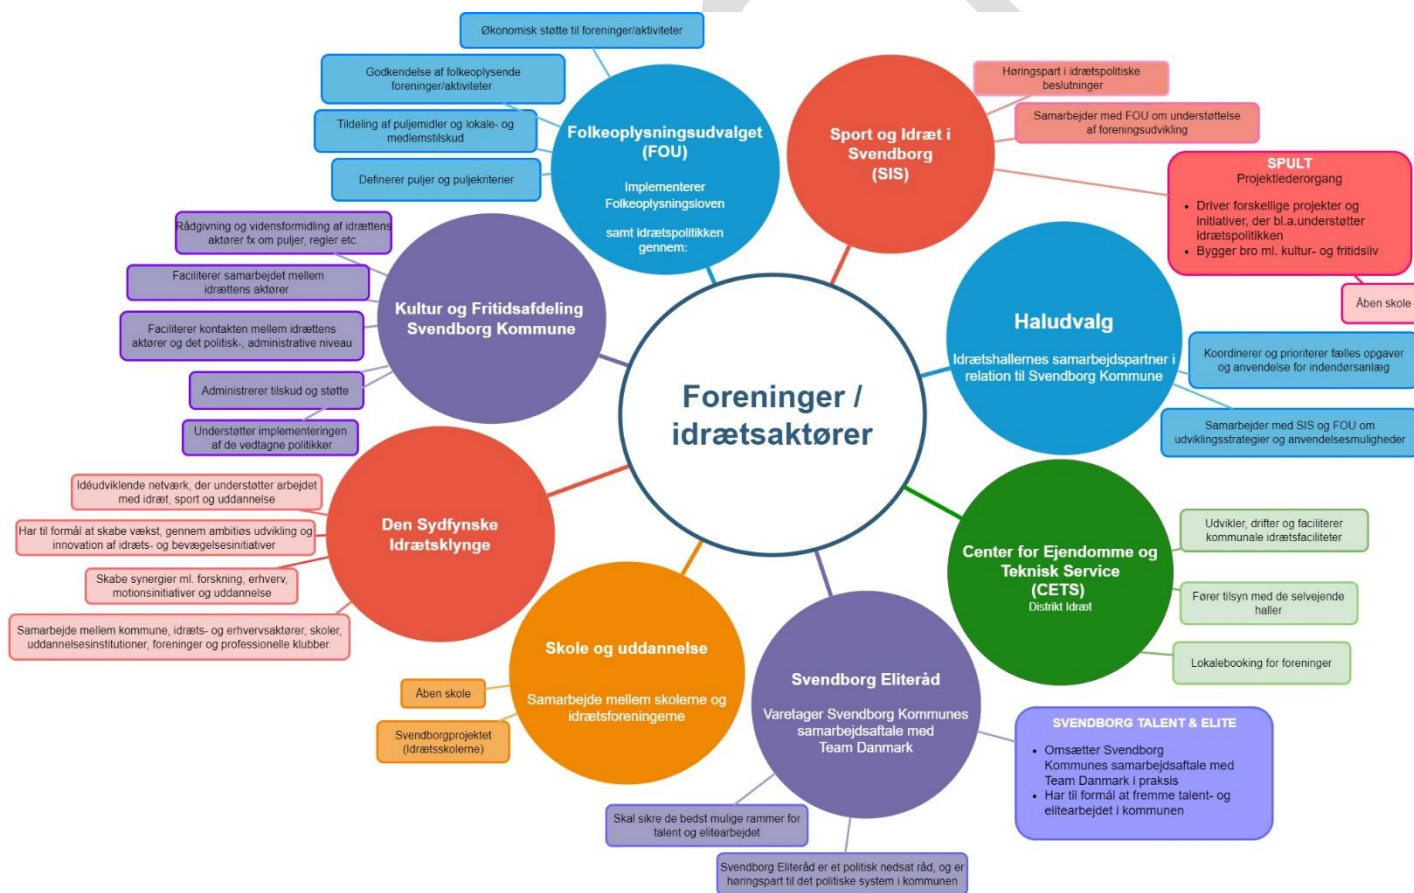 Økonomisk støtte til foreninger/aktiviteter
Godkendelse af folkeoplysende
foreninger/aktiviteter
Tildeling af puljemidler og lokale- og
medlemstilskud
Definerer puljer og puljekriterier
Folkeoplysningsudvalget
(FOU)
Implementerer
Folkeoplysningsloven
samt idrætspolitikken
gennem:
Sport og Idræt i
Svendborg
(SIS)
Høringspart i idrætspolitiske
beslutninger
Samarbejder med FOU om understøttelse
af foreningsudvikling
SPULT
Projektlederorgang
• Driver forskellige projekter og
initiativer, der bl.a.understøtter
idrætspolitikken
• Bygger bro ml. kultur- og fritidsliv
Åben skole
Rådgivning og vidensformidling af idrættens
aktører fx om puljer, regler etc.
Faciliterer samarbejdet mellem
idrættens aktører
Faciliterer kontakten mellem idrættens
aktører og det politisk-, administrative niveau
Administrerer tilskud og støtte
Understøtter implementeringen
af de vedtagne politikker
Kultur og Fritidsafdeling
Svendborg Kommune
Foreninger /
idrætsaktører
Haludvalg
Idrætshallernes samarbejdspartner i
relation til Svendborg Kommune
Koordinerer og prioriterer fælles opgaver
og anvendelse for indendørsanlæg
Samarbejder med SIS og FOU om
udviklingsstrategier og anvendelsesmuligheder
Idéudviklende netværk, der understøtter arbejdet
med idræt, sport og uddannelse
Har til formål at skabe vækst, gennem ambitiøs udvikling og
innovation af idræts- og bevægelsesinitiativer
Skabe synergier ml. forskning, erhverv,
motionsinitiativer og uddannelse
Samarbejde mellem kommune, idræts- og erhvervsaktører, skoler,
uddannelsesinstitutioner, foreninger og professionelle klubber.
Den Sydfynske
Idrætsklynge
Center for Ejendomme og
Teknisk Service
(CETS)
Distrikt Idræt
Udvikler, drifter og faciliterer
kommunale idrætsfaciliteter
Fører tilsyn med de selvejende
haller
Lokalebooking for foreninger
Skole og uddannelse
Samarbejde mellem skolerne og
idrætsforeningerne
Åben skole
Svendborgprojektet
(Idrætsskolerne)
Svendborg Eliteråd
Varetager Svendborg Kommunes
samarbejdsaftale med
Team Danmark
SVENDBORG TALENT & ELITE
• Omsætter Svendborg
Kommunes samarbejdsaftale med
Team Danmark i praksis
• Har til formål at fremme talent- og
elitearbejdet i kommunen
Skal sikre de bedst mulige rammer for
talent og elitearbejdet
Svendborg Eliteråd er et politisk nedsat råd, og er
høringspart til det politiske system i kommunen